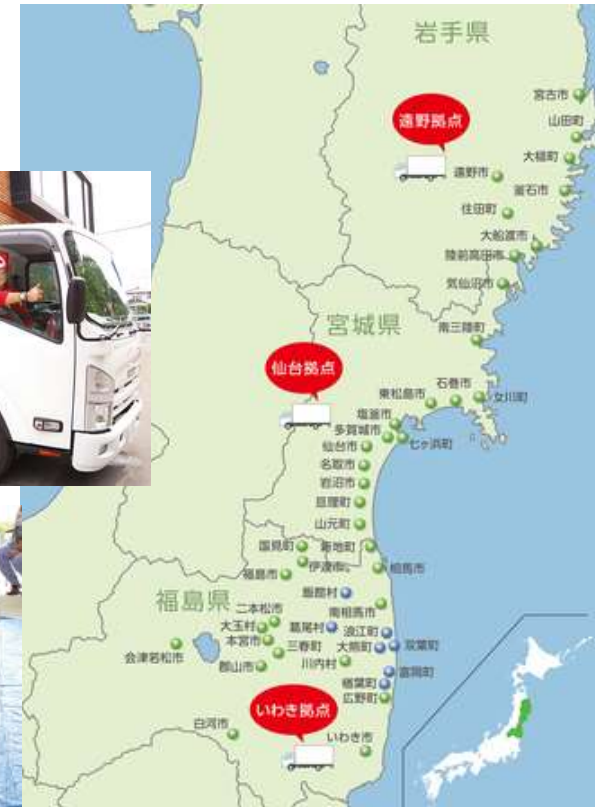 岩手県
宮古市
山田町
遠野拠点
大槌町
遠野市
釜石市
住田町
大船渡市
陸前高田市
気仙沼市
宮城県
南三陸町
仙台拠点
石巻市
東松島市
女川町
塩釜市
多賀城市
七ヶ浜町
仙台市
名取市
岩沼市
亘理町
山元町
国見町
新地町
伊達市
相馬市
福島市
飯舘村
福島県
南相馬市
二本松市
大玉村
葛尾村
浪江町
本宮市
三春町
大熊町
双葉町
会津若松市
郡山市
川内村
富岡町
楢葉町
広野町
いわき拠点
白河市
いわき市